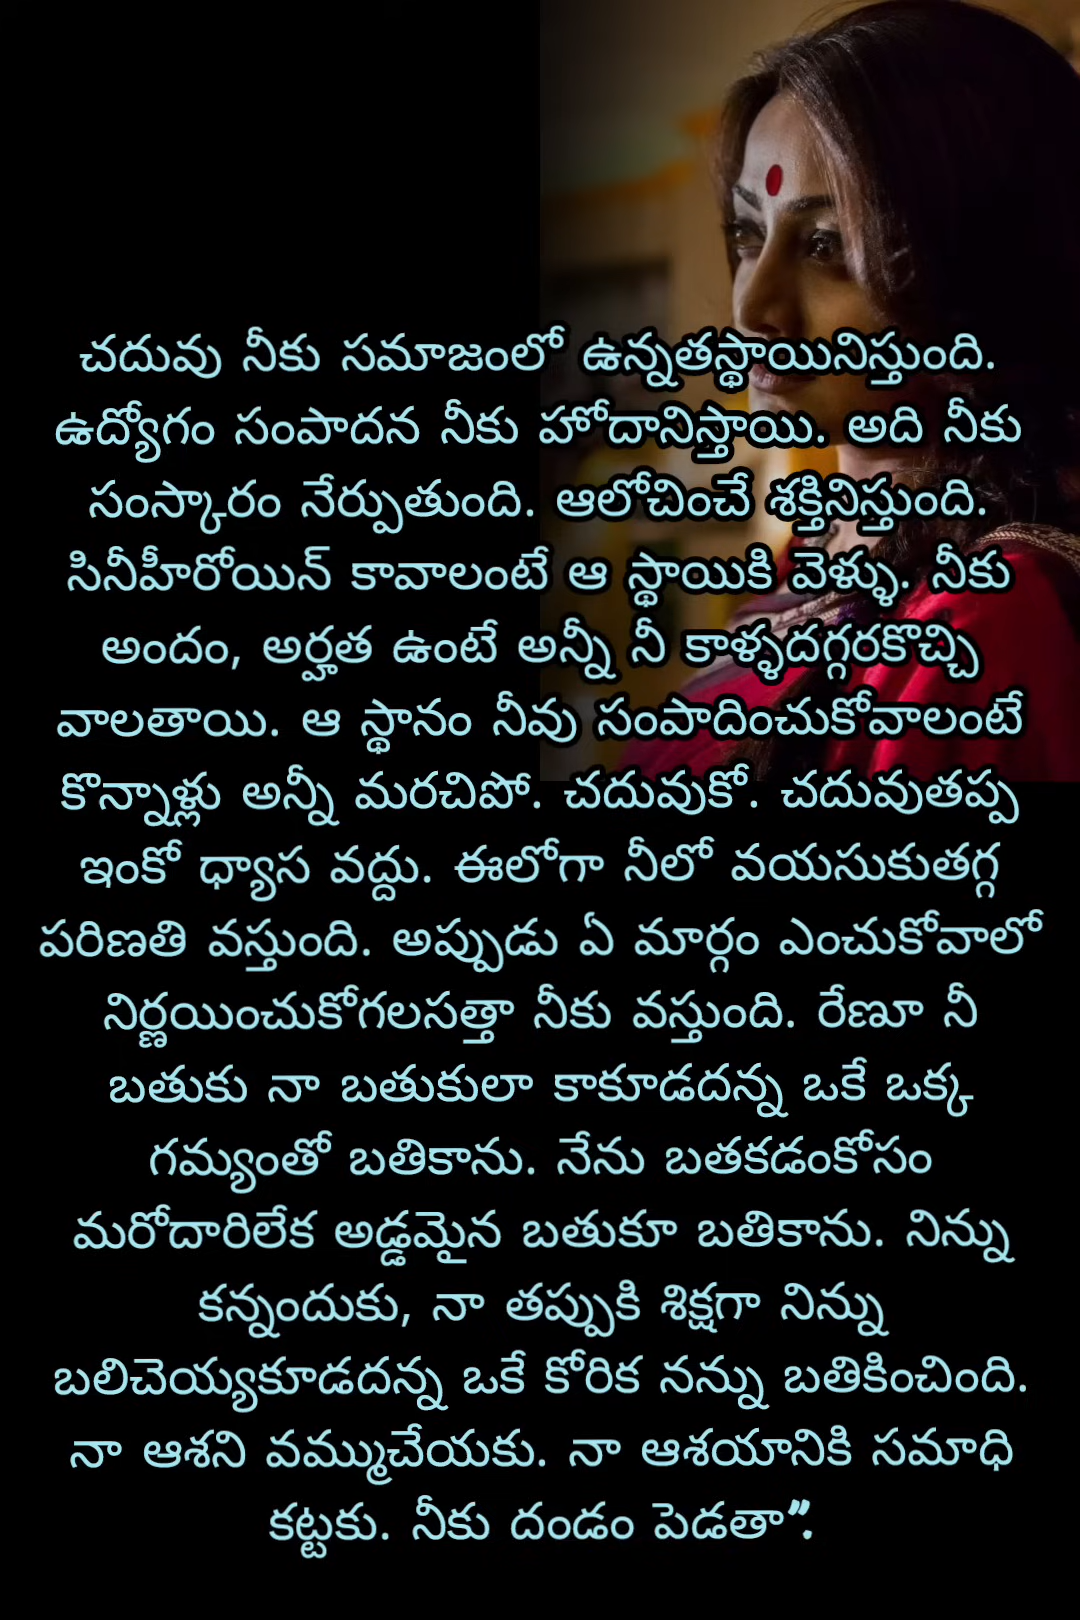 చదువు నీకు సమాజంలో ఉన్నతస్థాయినిస్తుంది.
ఉద్యోగం సంపాదన నీకు హోదానిస్తాయి. అది నీకు
సంస్కారం నేర్పుతుంది. ఆలోచించే శక్తినిస్తుంది.
సినీహీరోయిన్ కావాలంటే ఆ స్థాయికి వెళ్ళు. నీకు
అందం, అర్హత ఉంటే అన్నీ నీ కాళ్ళదగ్గరకొచ్చి
వాలతాయి. ఆ స్థానం నీవు సంపాదించుకోవాలంటే
కొన్నాళ్లు అన్నీ మరచిపో. చదువుకో. చదువుతప్ప
ఇంకో ధ్యాస వద్దు. ఈలోగా నీలో వయసుకుతగ్గ
పరిణతి వస్తుంది. అప్పుడు ఏ మార్గం ఎంచుకోవాలో
నిర్ణయించుకోగలసత్తా నీకు వస్తుంది. రేణూ నీ
బతుకు నా బతుకులా కాకూడదన్న ఒకే ఒక్క
గమ్యంతో బతికాను. నేను బతకడంకోసం
మరోదారిలేక అడ్డమైన బతుకూ బతికాను. నిన్ను
కన్నందుకు, నా తప్పుకి శిక్షగా నిన్ను
బలిచెయ్యకూడదన్న ఒకే కోరిక నన్ను బతికించింది.
నా ఆశని వమ్ముచేయకు. నా ఆశయానికి సమాధి
కట్టకు. నీకు దండం పెడతా”.